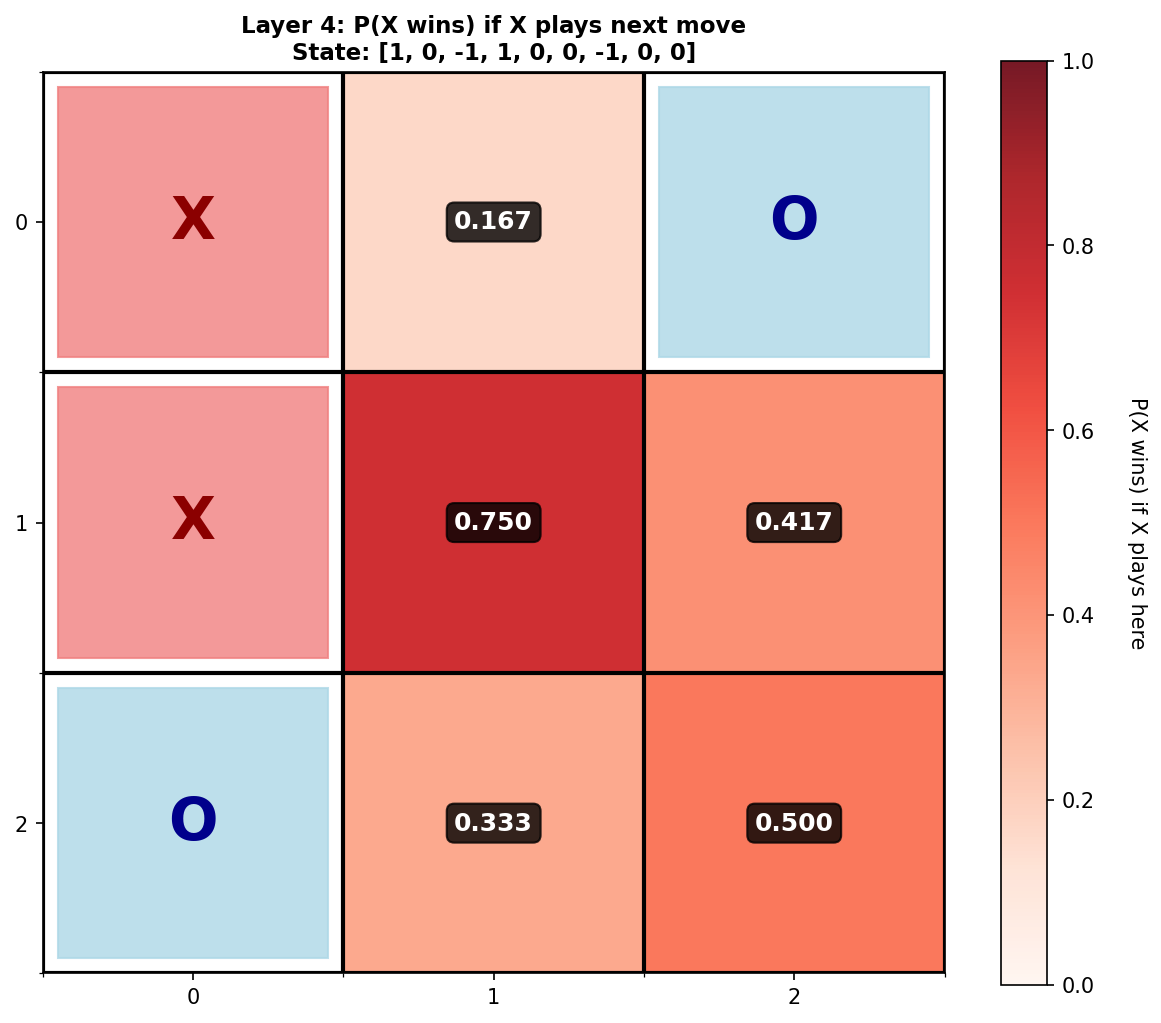 Layer 4: P(X wins) if X plays next move
State: [1, 0, -1, 1, 0, 0, -1, 0, 0]
0
X
0.167
O
1
X
0.750
0.417
2
O
0.333
0.500
0
1
2
1.0
0.8
0.6
0.4
0.2
0.0
P(X wins) if X plays here